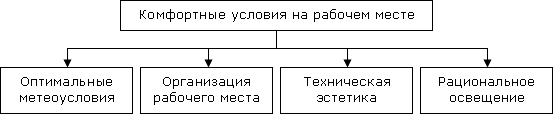 Комфортные условия на рабочем месте
Оптимальные
метеоусловия
Организация
рабочего места
Техническая
эстетика
Рациональное
освещение